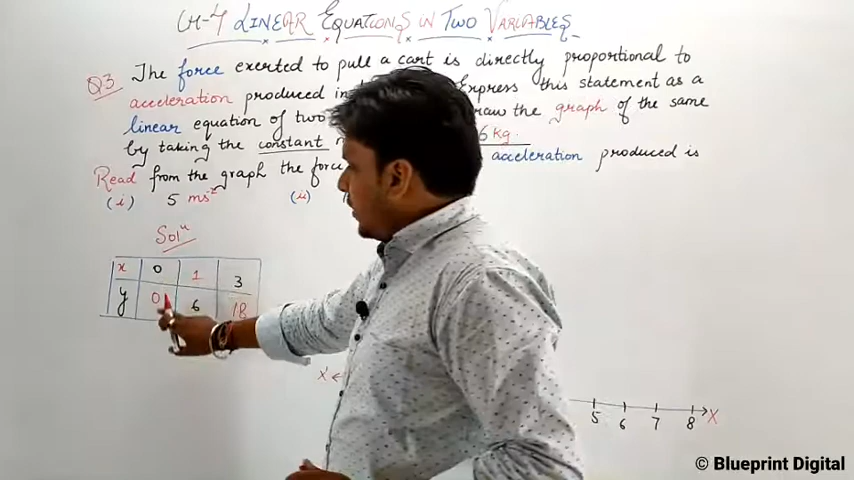 CH-4 LINEAR EQUATIONS IN TWO VARIABLES
Q3 The force exerted to pull a cart is directly proportional to
acceleration produced in Express this statement as a
linear equation of two draw the graph of the same
by taking the constant 6 kg.
Read from the graph the force acceleration produced is
(i) 5 ms⁻² (ii)
Solⁿ
x 0 1 3
y 0 6 18
X'
5 6 7 8 X
© Blueprint Digital